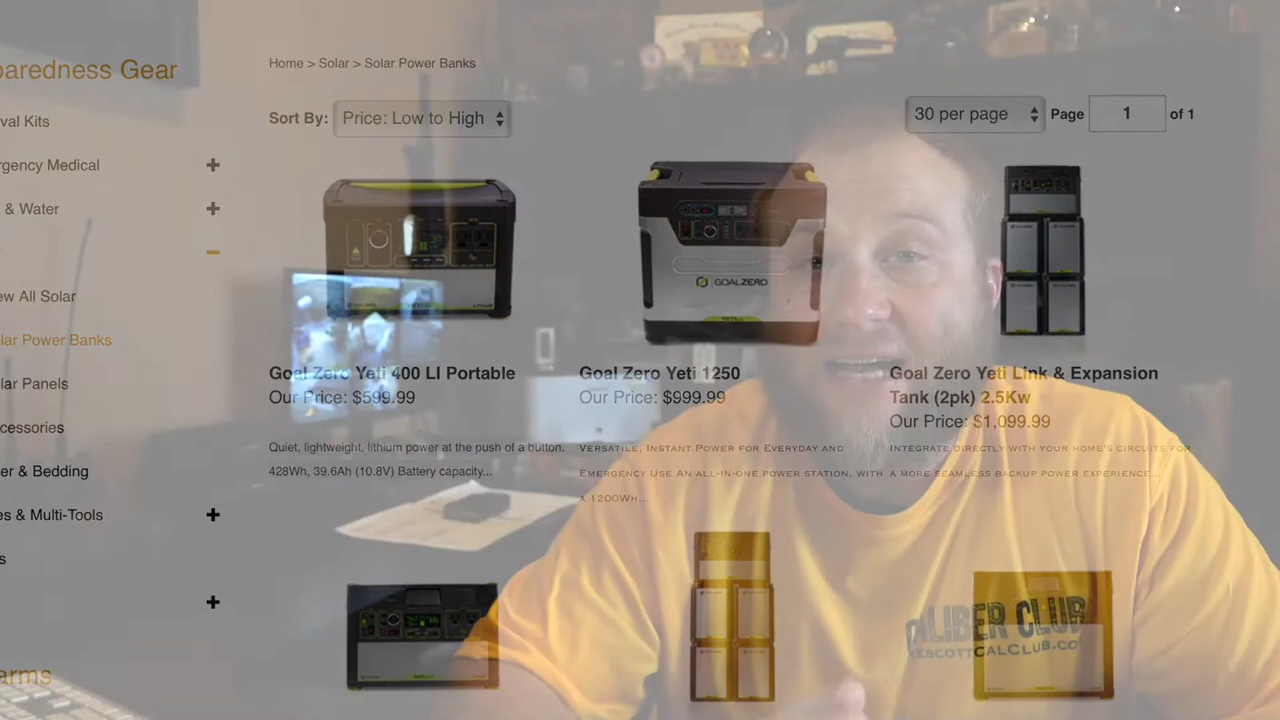 paredness Gear
Home > Solar > Solar Power Banks
Sort By:
Price: Low to High
30 per page
Page
1
of 1
val Kits
rgency Medical
& Water
ew All Solar
lar Power Banks
lar Panels
ccessories
er & Bedding
es & Multi-Tools
s
arms
GOALZERO
Goal Zero Yeti 400 LI Portable
Our Price: $599.99
Quiet, lightweight, lithium power at the push of a button.
428Wh, 39.6Ah (10.8V) Battery capacity...
Goal Zero Yeti 1250
Our Price: $999.99
Versatile, Instant Power for Everyday and
Emergency Use An all-in-one power station, with
a 1200Wh...
Goal Zero Yeti Link & Expansion
Tank (2pk) 2.5Kw
Our Price: $1,099.99
Integrate directly with your home's circuits for
a more seamless backup power experience...
ALIBER CLUB
RESCOTTCALCLUB.CO